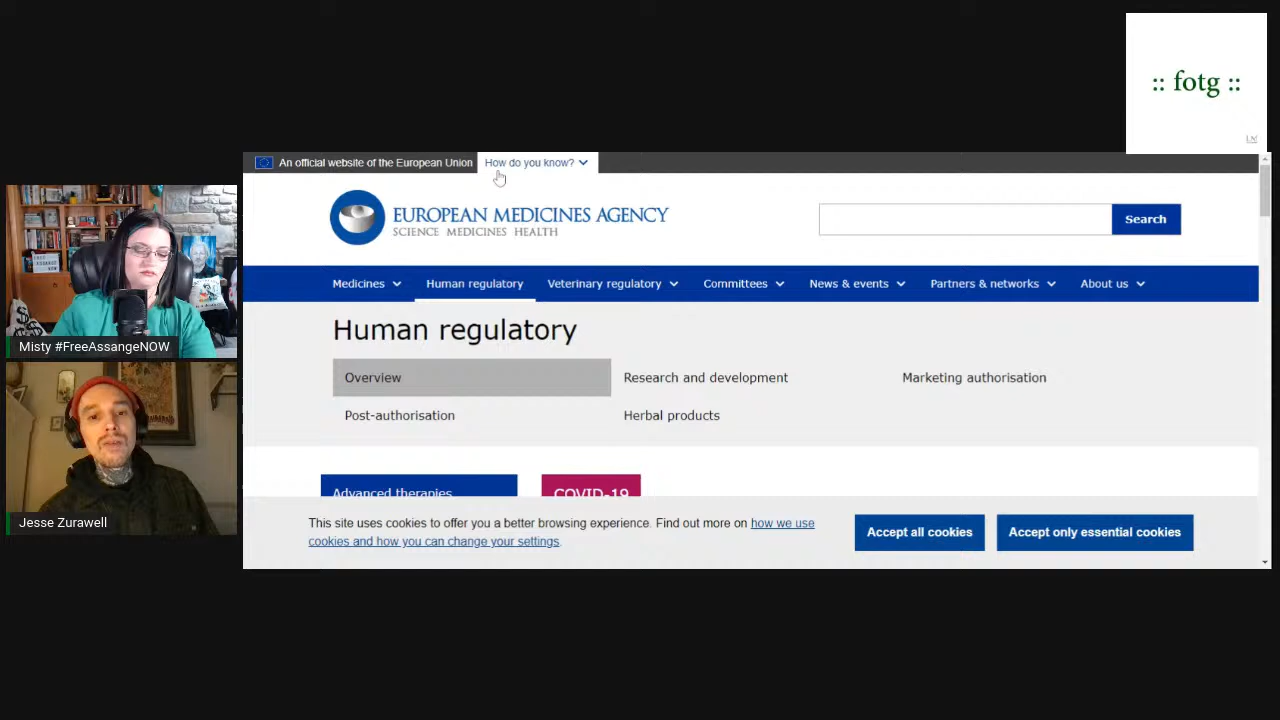 :: fotg ::
An official website of the European Union How do you know?
EUROPEAN MEDICINES AGENCY
SCIENCE MEDICINES HEALTH
Search
Medicines Human regulatory Veterinary regulatory Committees News & events Partners & networks About us
Human regulatory
Overview Research and development Marketing authorisation
Post-authorisation Herbal products
Advanced therapies COVID-19
This site uses cookies to offer you a better browsing experience. Find out more on how we use
cookies and how you can change your settings.
Accept all cookies Accept only essential cookies
Misty #FreeAssangeNOW
Jesse Zurawell